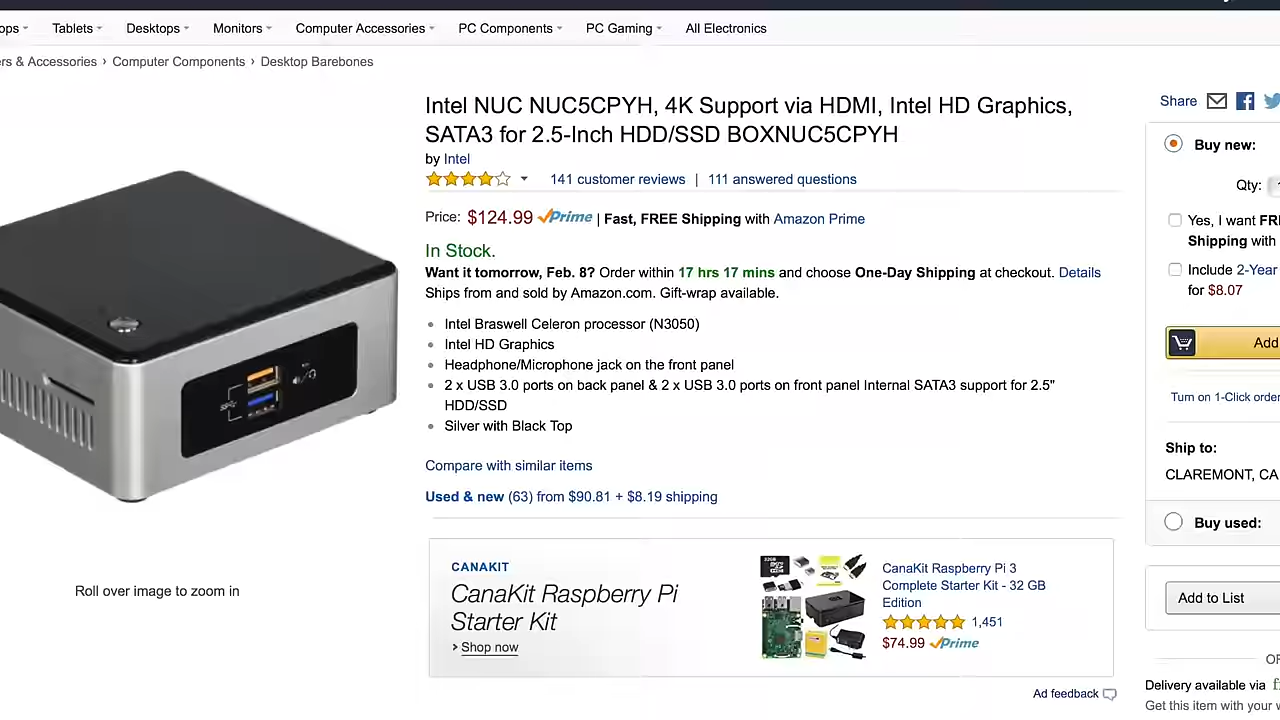 ops
Tablets
Desktops
Monitors
Computer Accessories
PC Components
PC Gaming
All Electronics
rs & Accessories › Computer Components › Desktop Barebones
Intel NUC NUC5CPYH, 4K Support via HDMI, Intel HD Graphics,
SATA3 for 2.5-Inch HDD/SSD BOXNUC5CPYH
by Intel
141 customer reviews | 111 answered questions
Price: $124.99 Prime | Fast, FREE Shipping with Amazon Prime
In Stock.
Want it tomorrow, Feb. 8? Order within 17 hrs 17 mins and choose One-Day Shipping at checkout. Details
Ships from and sold by Amazon.com. Gift-wrap available.
• Intel Braswell Celeron processor (N3050)
• Intel HD Graphics
• Headphone/Microphone jack on the front panel
• 2 x USB 3.0 ports on back panel & 2 x USB 3.0 ports on front panel Internal SATA3 support for 2.5"
HDD/SSD
• Silver with Black Top
Compare with similar items
Used & new (63) from $90.81 + $8.19 shipping
Roll over image to zoom in
CANAKIT
CanaKit Raspberry Pi
Starter Kit
› Shop now
32GB
CanaKit Raspberry Pi 3
Complete Starter Kit - 32 GB
Edition
1,451
$74.99 Prime
Ad feedback
Share
Buy new:
Qty:
Yes, I want FRE
Shipping with
Include 2-Year
for $8.07
Add
Turn on 1-Click order
Ship to:
CLAREMONT, CA
Buy used:
Add to List
OR
Delivery available via
Get this item with your